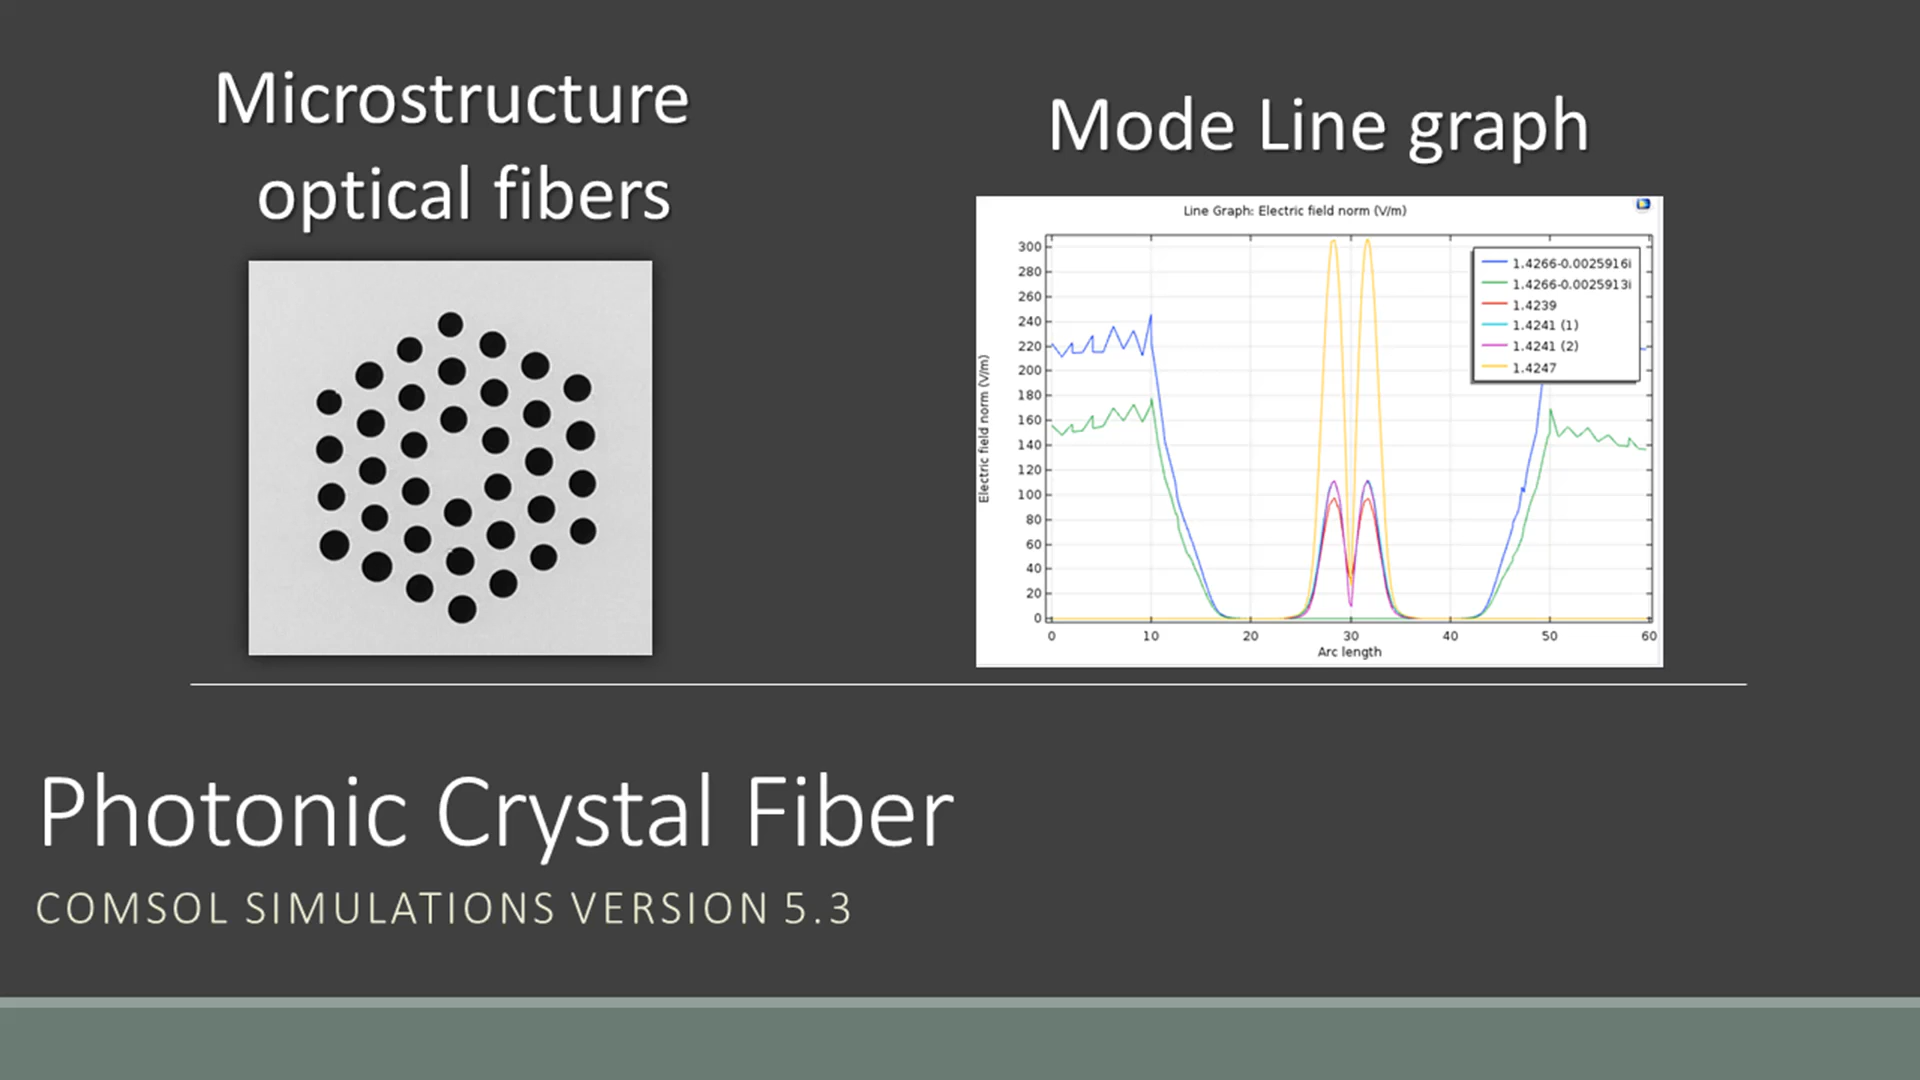 Microstructure
optical fibers
Mode Line graph
Line Graph: Electric field norm (V/m)
Electric field norm (V/m)
300
280
260
240
220
200
180
160
140
120
100
80
60
40
20
0
1.4266-0.0025916i
1.4266-0.0025913i
1.4239
1.4241 (1)
1.4241 (2)
1.4247
0 10 20 30 40 50 60
Arc length
Photonic Crystal Fiber
COMSOL SIMULATIONS VERSION 5.3